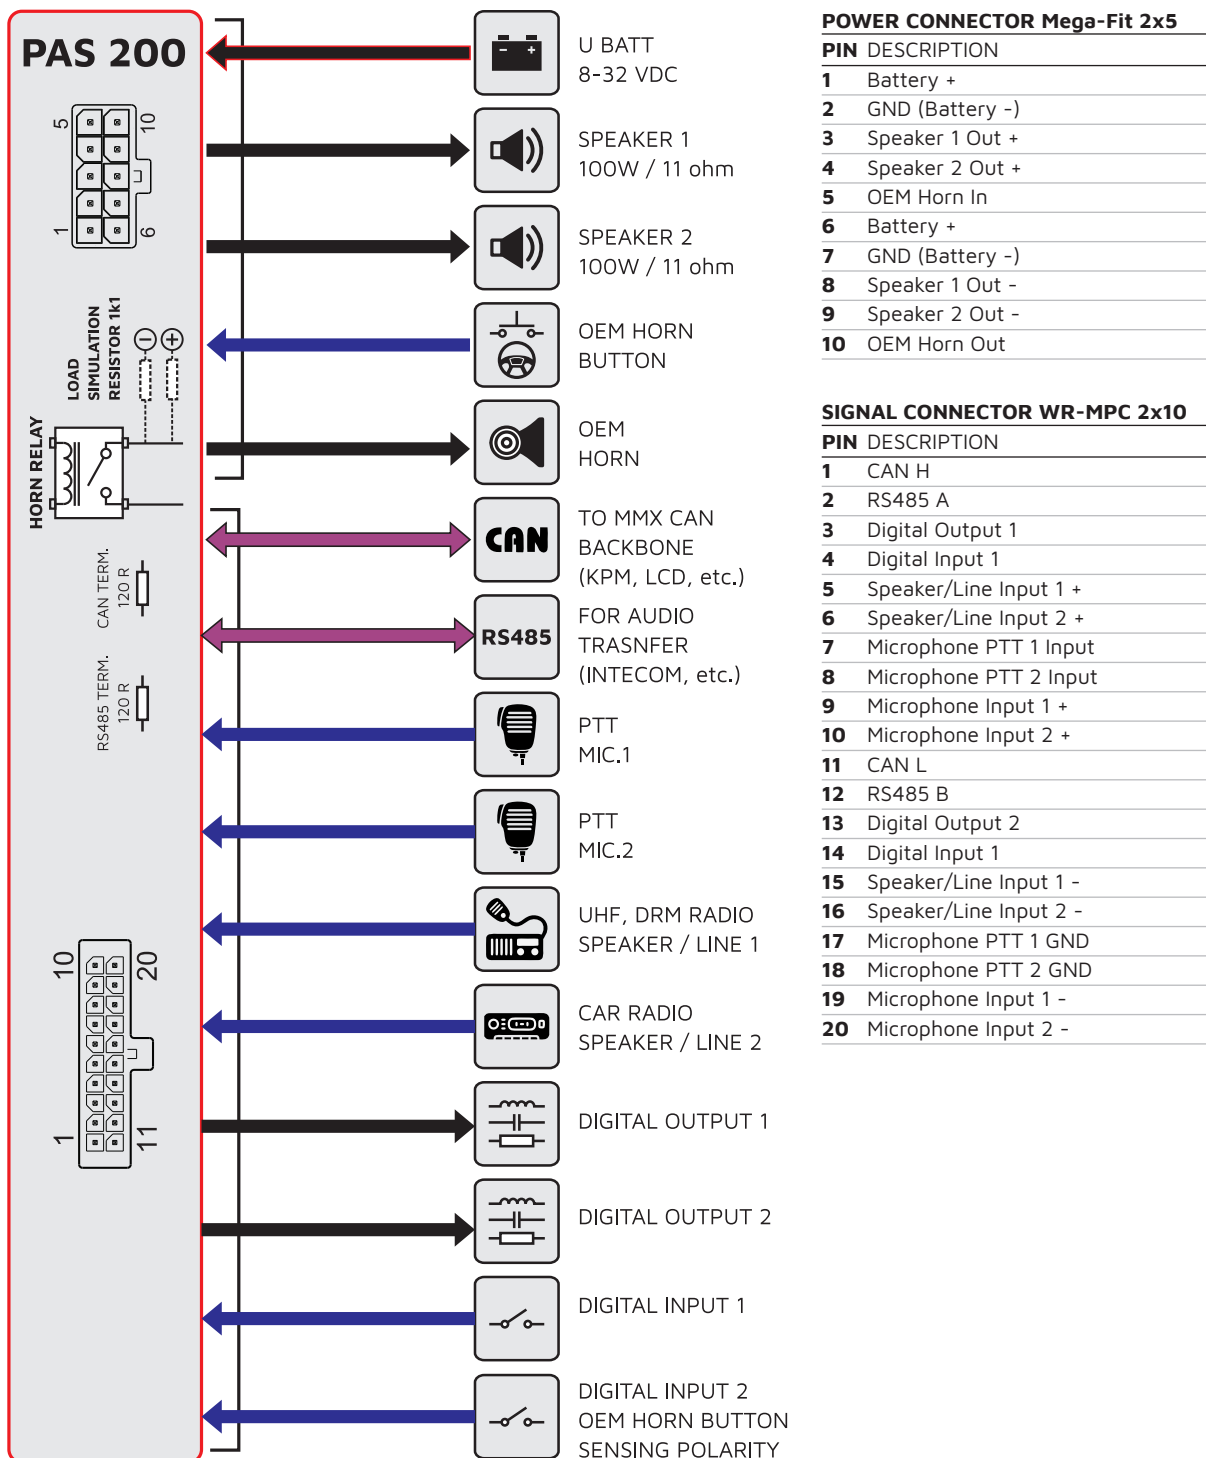 PAS 200
5
10
1
6
LOAD
SIMULATION
RESISTOR 1k1
HORN RELAY
CAN TERM.
120 R
RS485 TERM.
120 R
10
20
1
11
U BATT
8-32 VDC
SPEAKER 1
100W / 11 ohm
SPEAKER 2
100W / 11 ohm
OEM HORN
BUTTON
OEM
HORN
CAN
TO MMX CAN
BACKBONE
(KPM, LCD, etc.)
RS485
FOR AUDIO
TRASNFER
(INTECOM, etc.)
PTT
MIC.1
PTT
MIC.2
UHF, DRM RADIO
SPEAKER / LINE 1
CAR RADIO
SPEAKER / LINE 2
DIGITAL OUTPUT 1
DIGITAL OUTPUT 2
DIGITAL INPUT 1
DIGITAL INPUT 2
OEM HORN BUTTON
SENSING POLARITY
POWER CONNECTOR Mega-Fit 2x5
PIN DESCRIPTION
1 Battery +
2 GND (Battery -)
3 Speaker 1 Out +
4 Speaker 2 Out +
5 OEM Horn In
6 Battery +
7 GND (Battery -)
8 Speaker 1 Out -
9 Speaker 2 Out -
10 OEM Horn Out
SIGNAL CONNECTOR WR-MPC 2x10
PIN DESCRIPTION
1 CAN H
2 RS485 A
3 Digital Output 1
4 Digital Input 1
5 Speaker/Line Input 1 +
6 Speaker/Line Input 2 +
7 Microphone PTT 1 Input
8 Microphone PTT 2 Input
9 Microphone Input 1 +
10 Microphone Input 2 +
11 CAN L
12 RS485 B
13 Digital Output 2
14 Digital Input 1
15 Speaker/Line Input 1 -
16 Speaker/Line Input 2 -
17 Microphone PTT 1 GND
18 Microphone PTT 2 GND
19 Microphone Input 1 -
20 Microphone Input 2 -